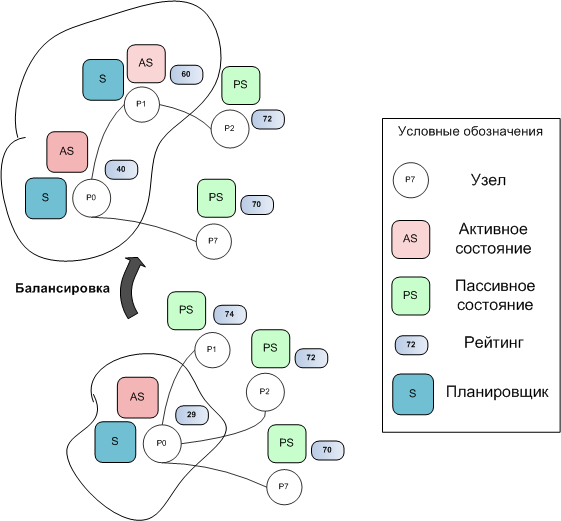 AS
S
60
PS
P1
P2
72
AS
40
S
P0
PS
70
P7
Балансировка
PS
74
P1
PS
72
AS
P2
29
S
P0
PS
70
P7
Условные обозначения
P7
Узел
AS
Активное
состояние
PS
Пассивное
состояние
72
Рейтинг
S
Планировщик